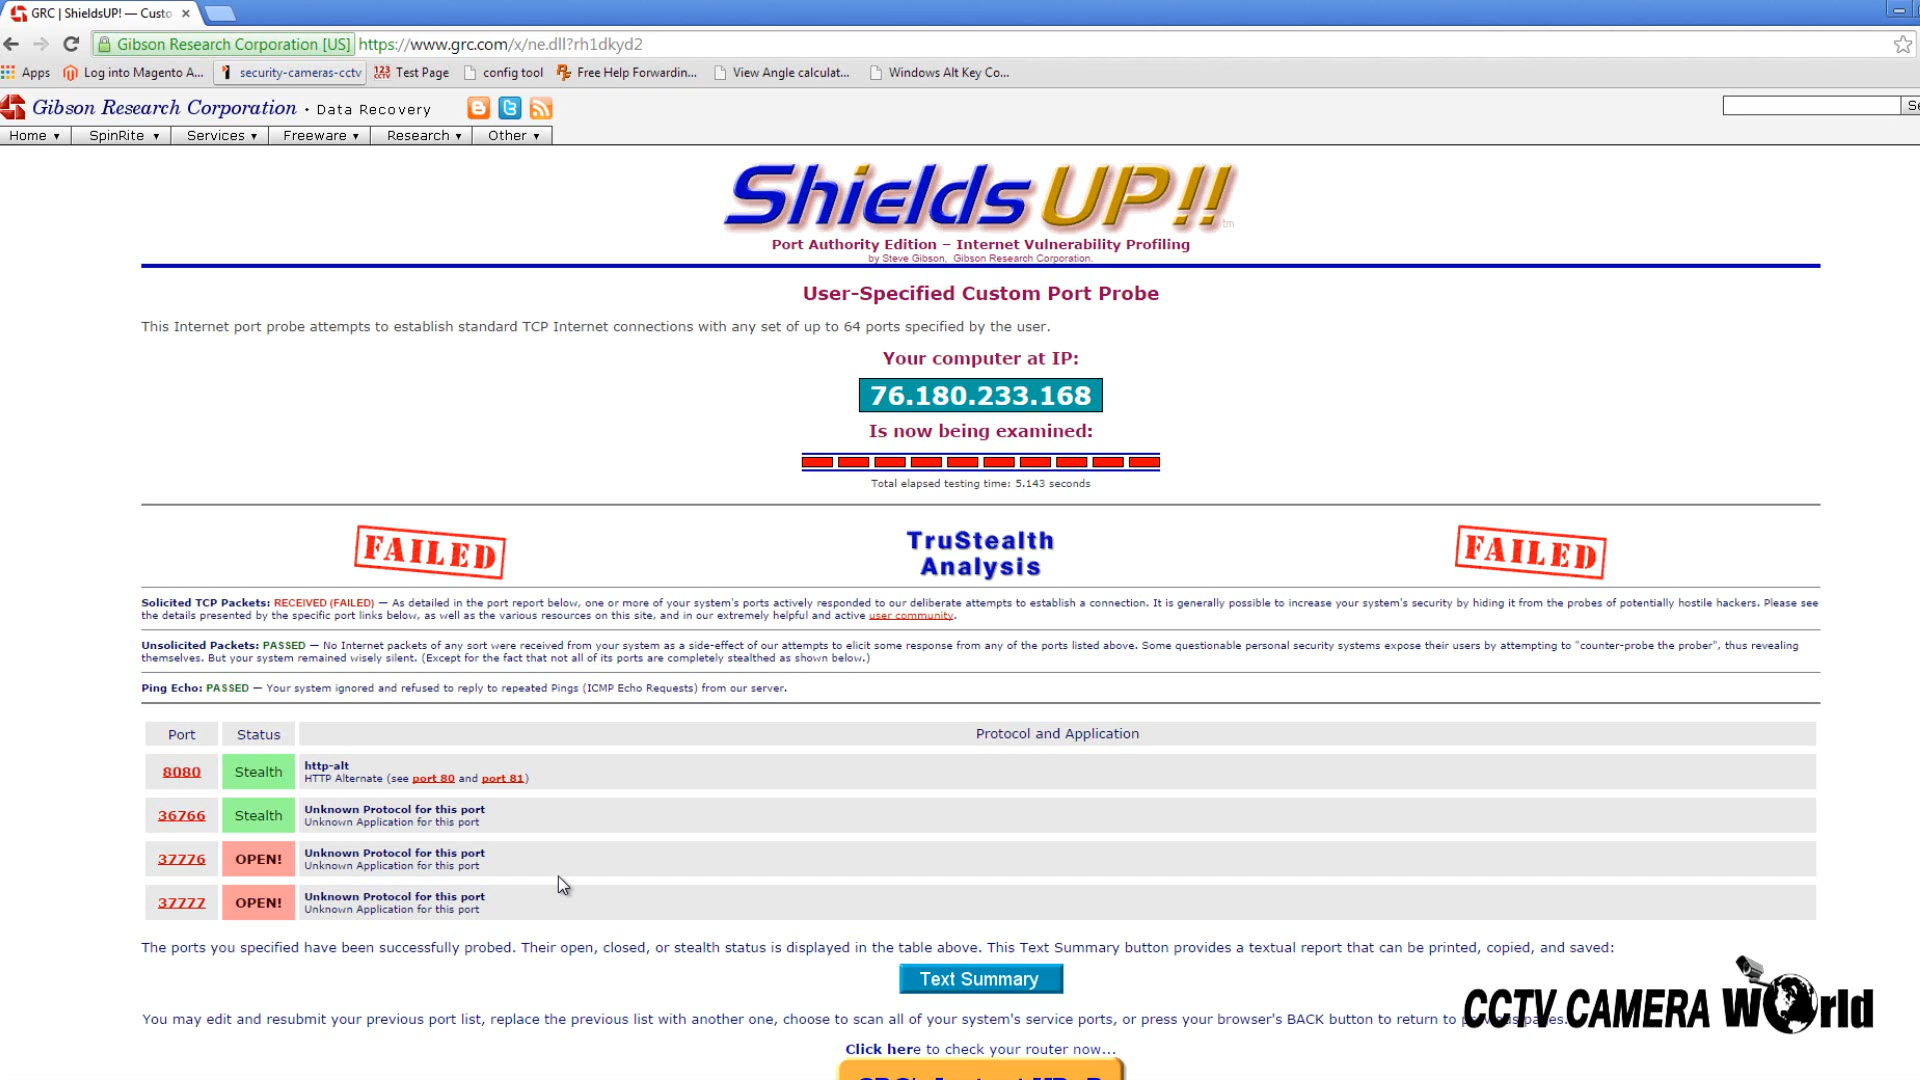 GRC | ShieldsUP! — Custo
Gibson Research Corporation [US] https://www.grc.com/x/ne.dll?rh1dkyd2
Apps Log into Magento A... security-cameras-cctv Test Page config tool Free Help Forwardin... View Angle calculat... Windows Alt Key Co...
Gibson Research Corporation · Data Recovery
Home SpinRite Services Freeware Research Other
ShieldsUP!! tm
Port Authority Edition – Internet Vulnerability Profiling
by Steve Gibson, Gibson Research Corporation.
User-Specified Custom Port Probe
This Internet port probe attempts to establish standard TCP Internet connections with any set of up to 64 ports specified by the user.
Your computer at IP:
76.180.233.168
Is now being examined:
Total elapsed testing time: 5.143 seconds
FAILED TruStealth FAILED
Analysis
Solicited TCP Packets: RECEIVED (FAILED) — As detailed in the port report below, one or more of your system's ports actively responded to our deliberate attempts to establish a connection. It is generally possible to increase your system's security by hiding it from the probes of potentially hostile hackers. Please see
the details presented by the specific port links below, as well as the various resources on this site, and in our extremely helpful and active user community.
Unsolicited Packets: PASSED — No Internet packets of any sort were received from your system as a side-effect of our attempts to elicit some response from any of the ports listed above. Some questionable personal security systems expose their users by attempting to "counter-probe the prober", thus revealing
themselves. But your system remained wisely silent. (Except for the fact that not all of its ports are completely stealthed as shown below.)
Ping Echo: PASSED — Your system ignored and refused to reply to repeated Pings (ICMP Echo Requests) from our server.
Port Status Protocol and Application
8080 Stealth http-alt
HTTP Alternate (see port 80 and port 81)
36766 Stealth Unknown Protocol for this port
Unknown Application for this port
37776 OPEN! Unknown Protocol for this port
Unknown Application for this port
37777 OPEN! Unknown Protocol for this port
Unknown Application for this port
The ports you specified have been successfully probed. Their open, closed, or stealth status is displayed in the table above. This Text Summary button provides a textual report that can be printed, copied, and saved:
Text Summary
CCTV CAMERA World
You may edit and resubmit your previous port list, replace the previous list with another one, choose to scan all of your system's service ports, or press your browser's BACK button to return to
Click here to check your router now...